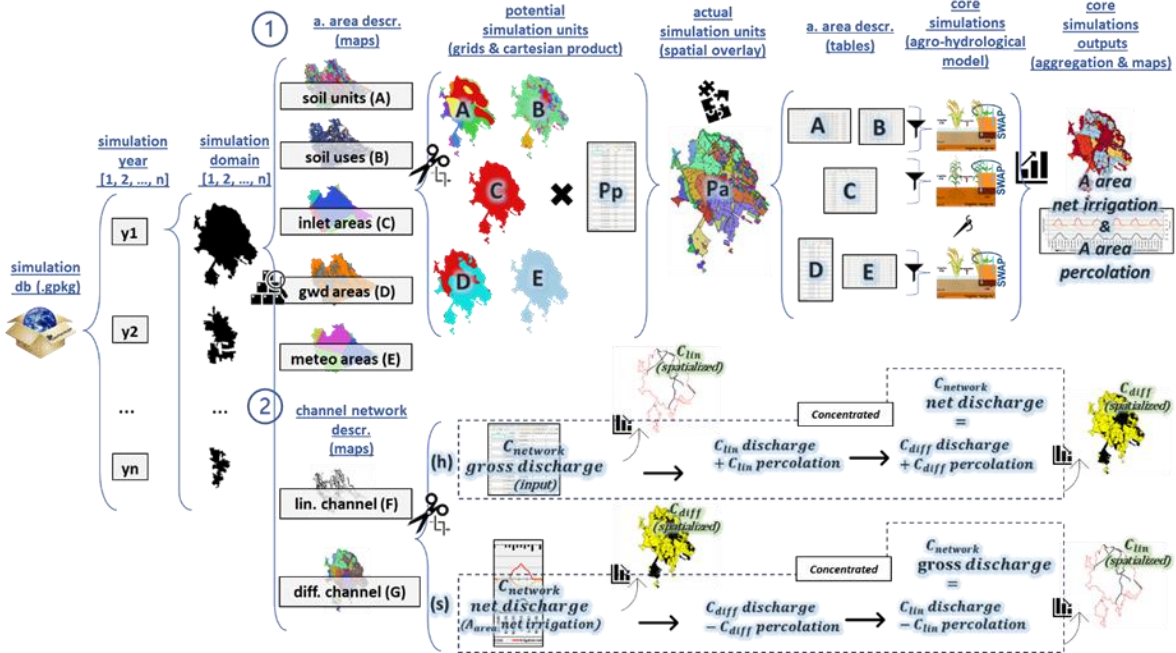 1
a. area descr.
(maps)
potential
simulation units
(grids & cartesian product)
actual
simulation units
(spatial overlay)
a. area descr.
(tables)
core
simulations
(agro-hydrological
model)
core
simulations
outputs
(aggregation & maps)
simulation
db (.gpkg)
simulation
year
[1, 2, ..., n]
y1
y2
...
yn
simulation
domain
[1, 2, ..., n]
...
soil units (A)
soil uses (B)
inlet areas (C)
gwd areas (D)
meteo areas (E)
A
B
C
D
E
Pp
Pa
A
B
C
D
E
SWAP
SWAP
SWAP
A area
net irrigation
&
A area
percolation
2
channel network
descr.
(maps)
lin. channel (F)
diff. channel (G)
(h)
C_network
gross discharge
(input)
C_lin
(spatialized)
C_lin discharge
+ C_lin percolation
Concentrated
C_network
net discharge
=
C_diff discharge
+ C_diff percolation
C_diff
(spatialized)
(s)
C_network
net discharge
(A_area net irrigation)
C_diff
(spatialized)
C_diff discharge
− C_diff percolation
Concentrated
C_network
gross discharge
=
C_lin discharge
− C_lin percolation
C_lin
(spatialized)